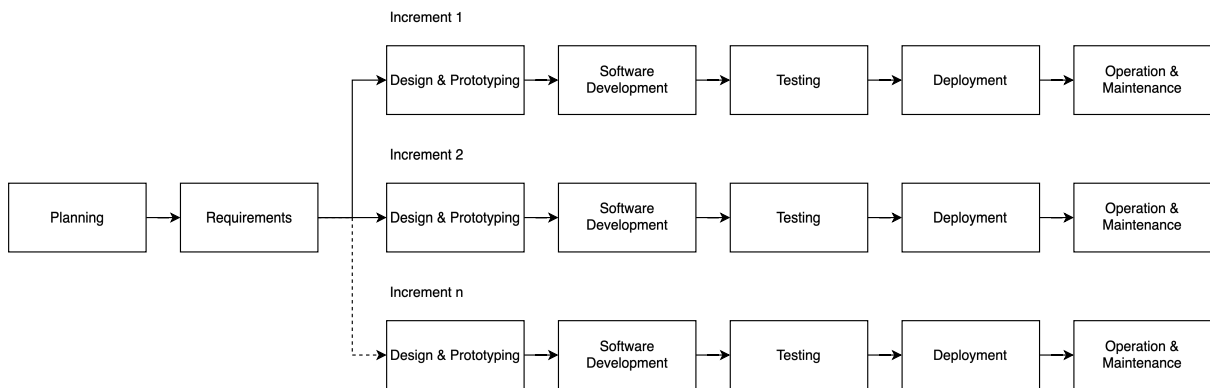 Increment 1
Design & Prototyping
Software
Development
Testing
Deployment
Operation &
Maintenance
Increment 2
Planning
Requirements
Design & Prototyping
Software
Development
Testing
Deployment
Operation &
Maintenance
Increment n
Design & Prototyping
Software
Development
Testing
Deployment
Operation &
Maintenance